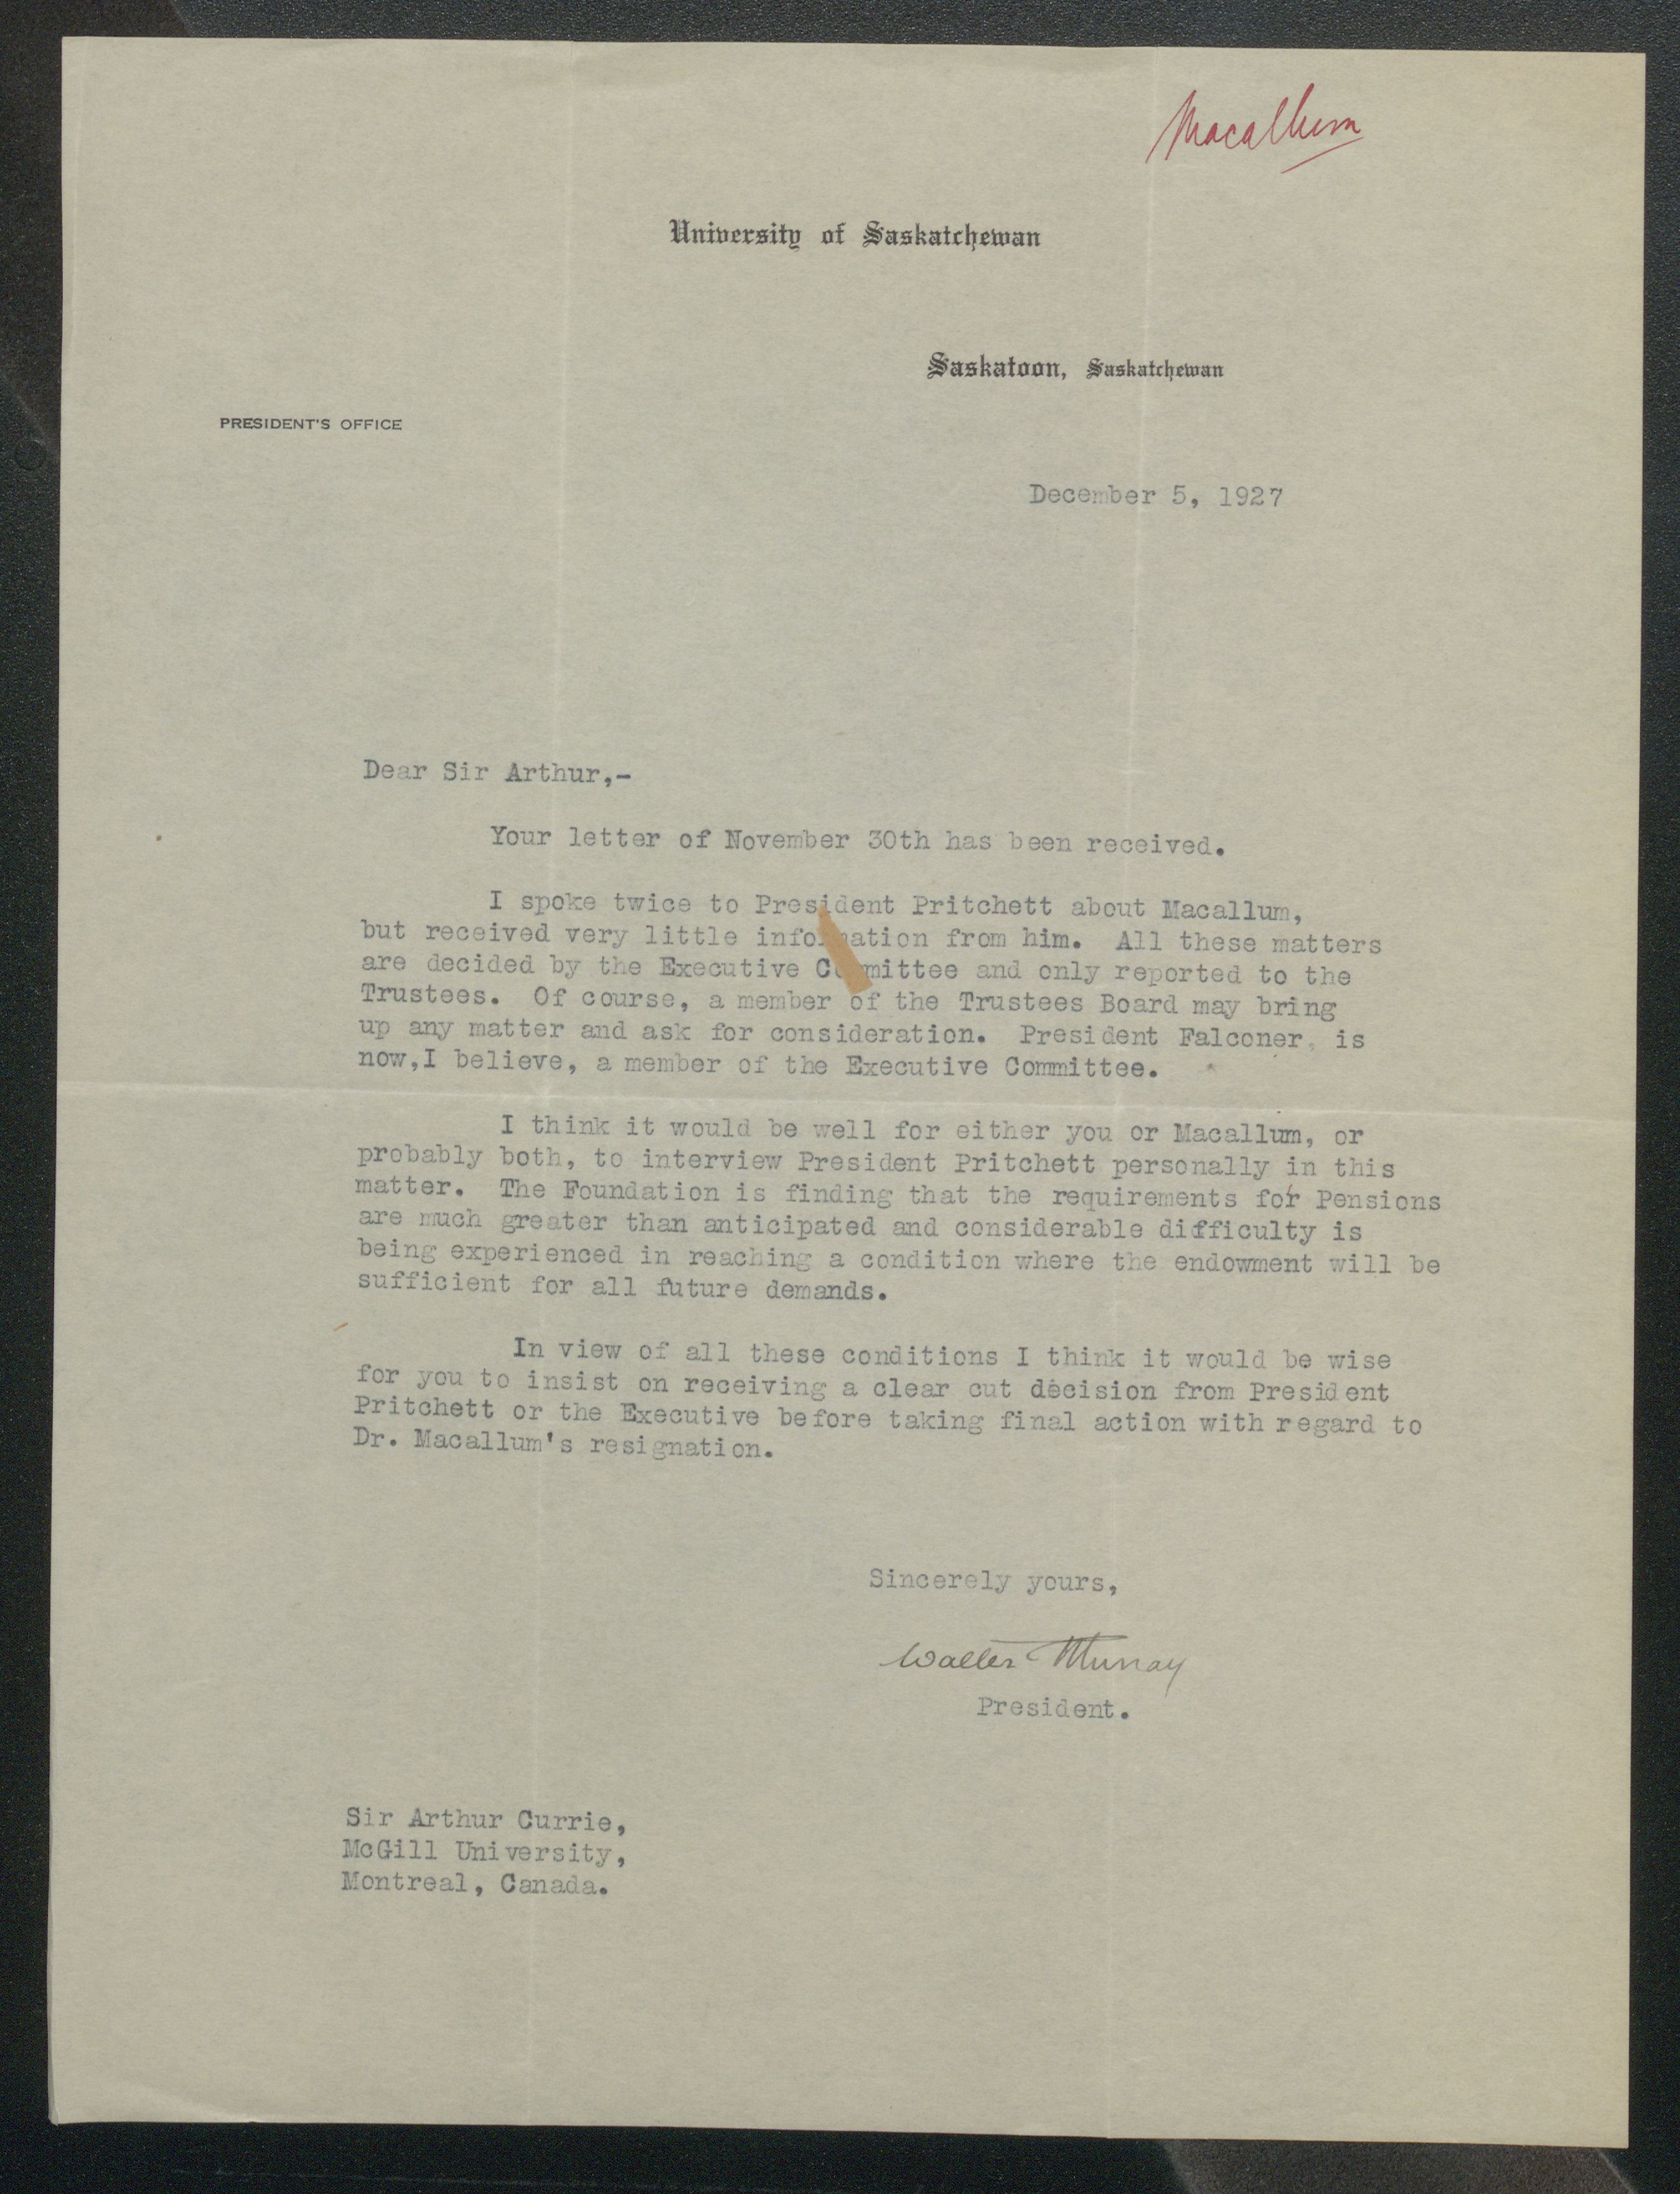 Macallum
University of Saskatchewan
Saskatoon, Saskatchewan
PRESIDENT'S OFFICE
December 5, 1927
Dear Sir Arthur,-
Your letter of November 30th has been received.
I spoke twice to President Pritchett about Macallum,
but received very little information from him. All these matters
are decided by the Executive Committee and only reported to the
Trustees. Of course, a member of the Trustees Board may bring
up any matter and ask for consideration. President Falconer, is
now,I believe, a member of the Executive Committee.
I think it would be well for either you or Macallum, or
probably both, to interview President Pritchett personally in this
matter. The Foundation is finding that the requirements for Pensions
are much greater than anticipated and considerable difficulty is
being experienced in reaching a condition where the endowment will be
sufficient for all future demands.
In view of all these conditions I think it would be wise
for you to insist on receiving a clear cut decision from President
Pritchett or the Executive before taking final action with regard to
Dr. Macallum's resignation.
Sincerely yours,
Walter Murray
President.
Sir Arthur Currie,
McGill University,
Montreal, Canada.